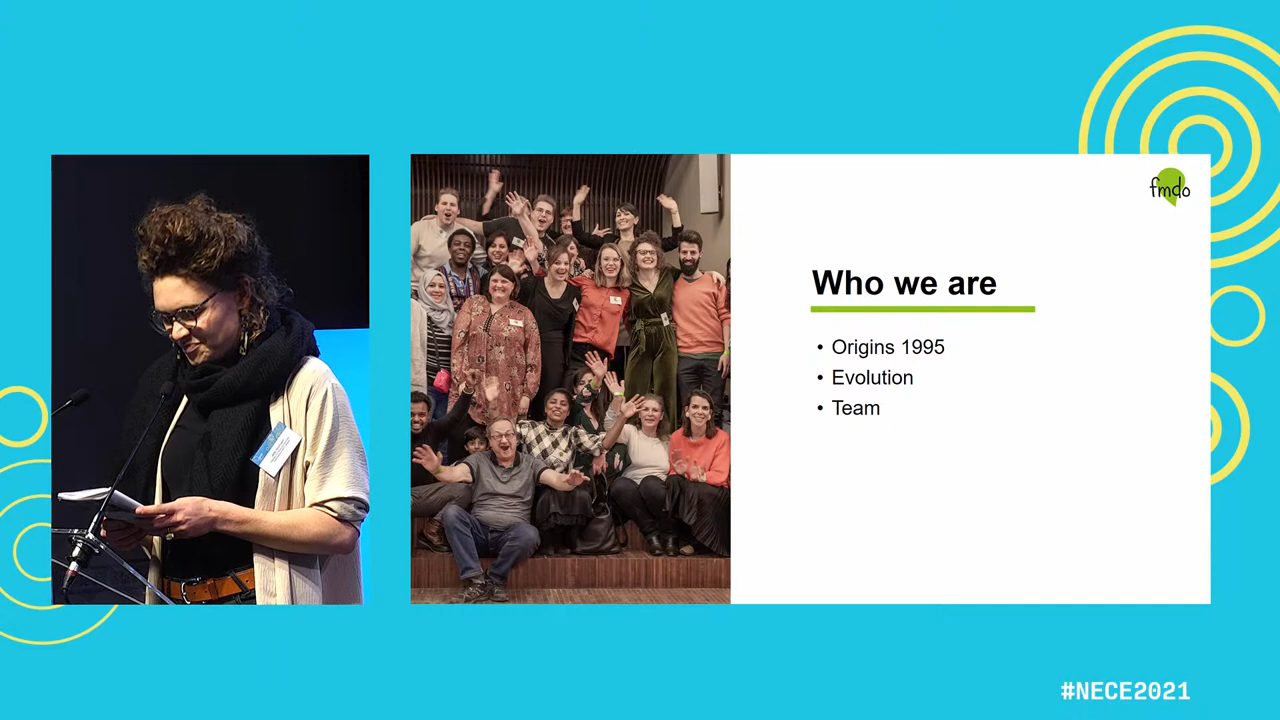 fmdo
Who we are
• Origins 1995
• Evolution
• Team
#NECE2021